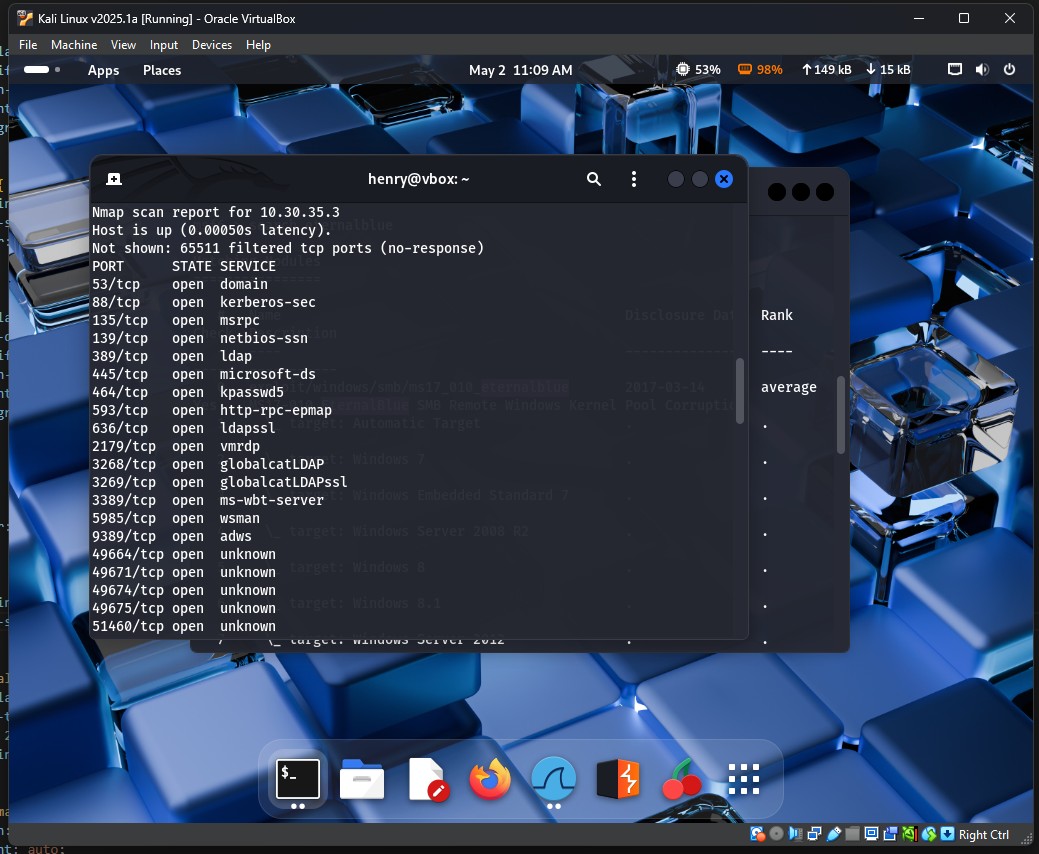 Kali Linux v2025.1a [Running] - Oracle VirtualBox
File Machine View Input Devices Help
Apps Places May 2 11:09 AM 53% 98% 149 kB 15 kB
henry@vbox: ~
Nmap scan report for 10.30.35.3
Host is up (0.00050s latency).
Not shown: 65511 filtered tcp ports (no-response)
PORT STATE SERVICE
53/tcp open domain
88/tcp open kerberos-sec
135/tcp open msrpc
139/tcp open netbios-ssn
389/tcp open ldap
445/tcp open microsoft-ds
464/tcp open kpasswd5
593/tcp open http-rpc-epmap
636/tcp open ldapssl
2179/tcp open vmrdp
3268/tcp open globalcatLDAP
3269/tcp open globalcatLDAPssl
3389/tcp open ms-wbt-server
5985/tcp open wsman
9389/tcp open adws
49664/tcp open unknown
49671/tcp open unknown
49674/tcp open unknown
49675/tcp open unknown
51460/tcp open unknown
Disclosure Dat Rank
---- 
2017-03-14 average
SMB Remote Windows Kernel Pool Corruptio
target: Automatic Target .
target: Windows 7 .
target: Windows Embedded Standard 7 .
\_ target: Windows Server 2008 R2 .
target: Windows 8 .
target: Windows 8.1 .
\_ target: Windows Server 2012 .
$_
Right Ctrl
nt: auto;